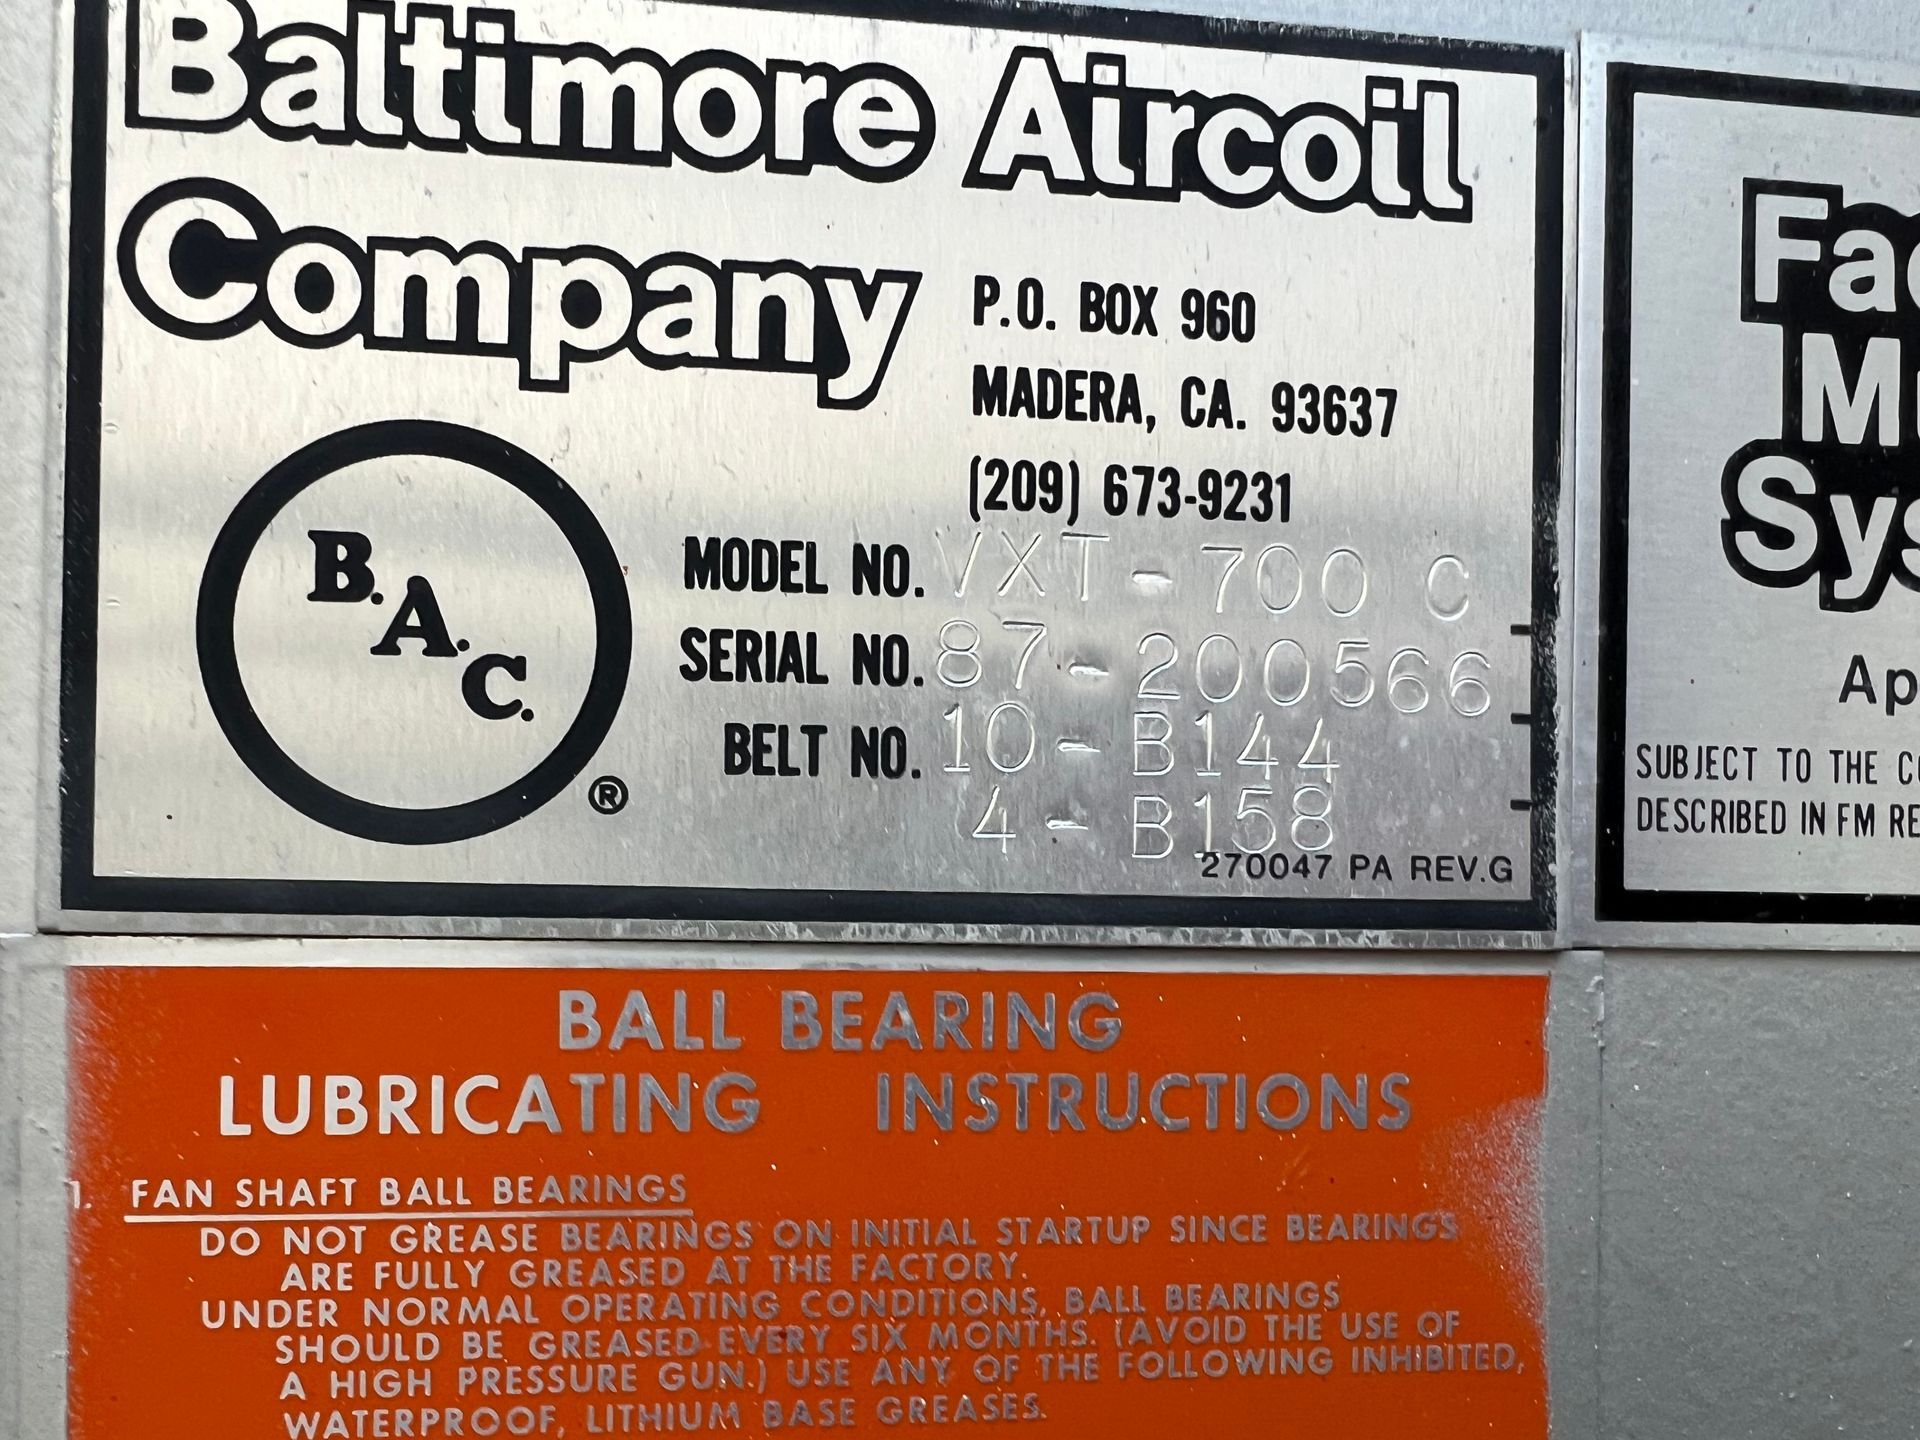 Baltimore Aircoil
Company
P.O. BOX 960
MADERA, CA. 93637
(209) 673-9231
B.A.C.
®
MODEL NO. VXT-700 C
SERIAL NO. 87-200566
BELT NO. 10-B144
4-B158
270047 PA REV.G
Sys
SUBJECT TO THE
DESCRIBED IN FM
BALL BEARING
LUBRICATING INSTRUCTIONS
1. FAN SHAFT BALL BEARINGS
DO NOT GREASE BEARINGS ON INITIAL STARTUP SINCE BEARINGS
ARE FULLY GREASED AT THE FACTORY.
UNDER NORMAL OPERATING CONDITIONS, BALL BEARINGS
SHOULD BE GREASED EVERY SIX MONTHS. (AVOID THE USE OF
A HIGH PRESSURE GUN.) USE ANY OF THE FOLLOWING INHIBITED,
WATERPROOF, LITHIUM BASE GREASES.